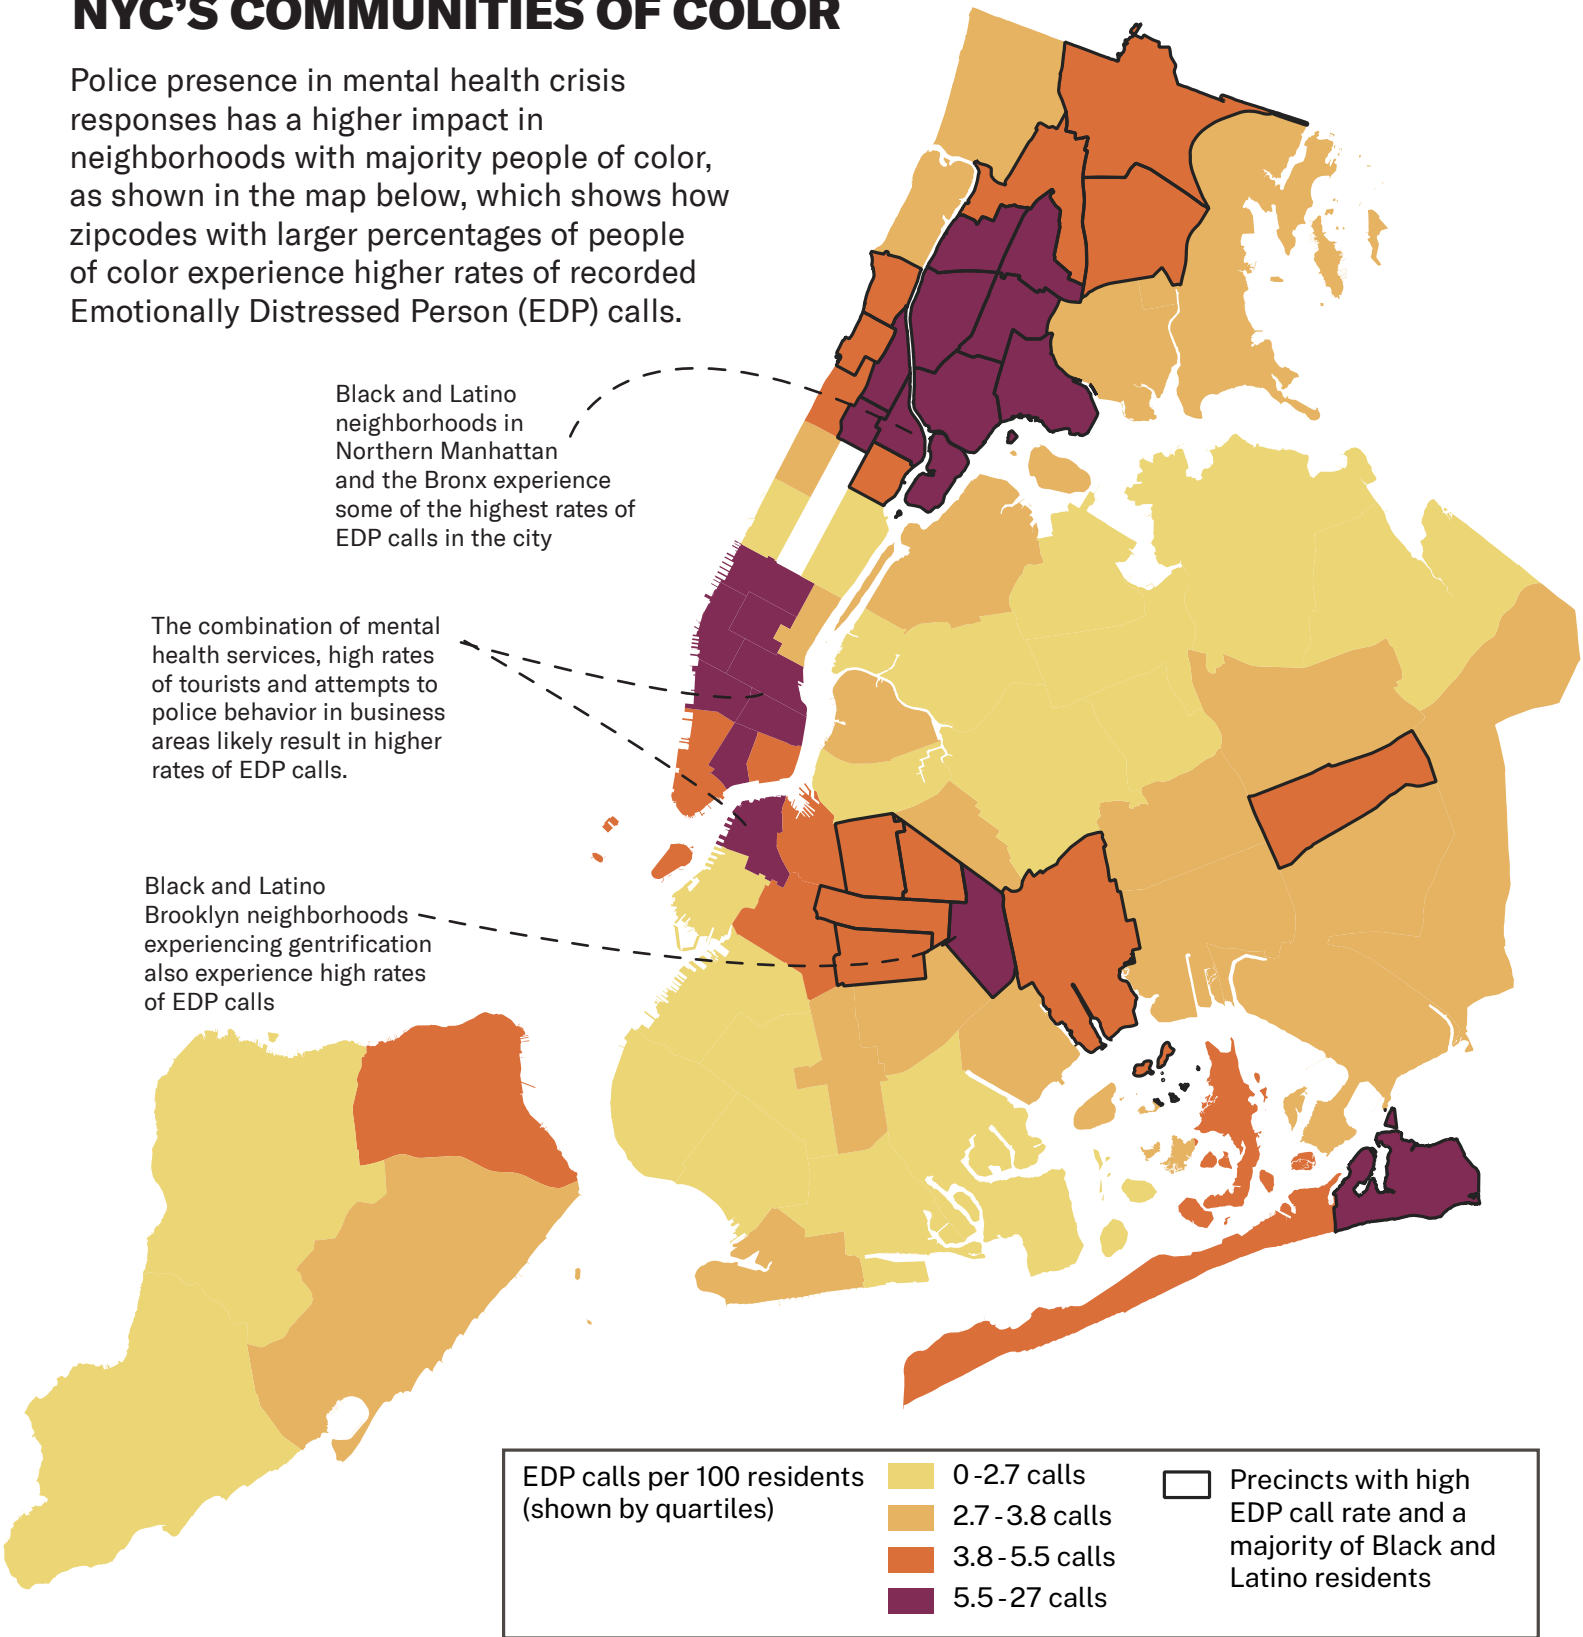 NYC'S COMMUNITIES OF COLOR
Police presence in mental health crisis
responses has a higher impact in
neighborhoods with majority people of color,
as shown in the map below, which shows how
zipcodes with larger percentages of people
of color experience higher rates of recorded
Emotionally Distressed Person (EDP) calls.
Black and Latino
neighborhoods in
Northern Manhattan
and the Bronx experience
some of the highest rates of
EDP calls in the city
The combination of mental
health services, high rates
of tourists and attempts to
police behavior in business
areas likely result in higher
rates of EDP calls.
Black and Latino
Brooklyn neighborhoods
experiencing gentrification
also experience high rates
of EDP calls
EDP calls per 100 residents
(shown by quartiles)
0-2.7 calls
2.7-3.8 calls
3.8-5.5 calls
5.5-27 calls
Precincts with high
EDP call rate and a
majority of Black and
Latino residents